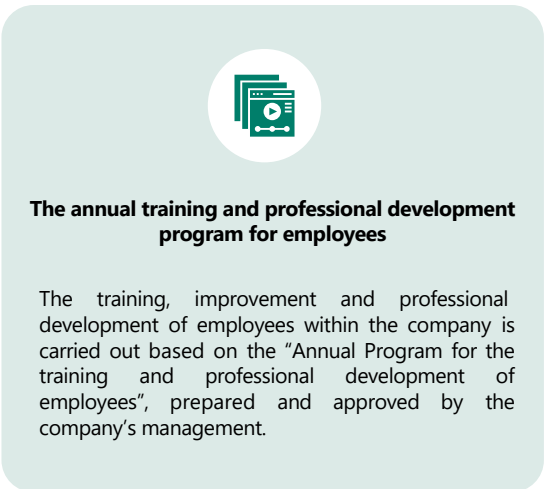 The annual training and professional development
program for employees
The training, improvement and professional
development of employees within the company is
carried out based on the “Annual Program for the
training and professional development of
employees”, prepared and approved by the
company’s management.